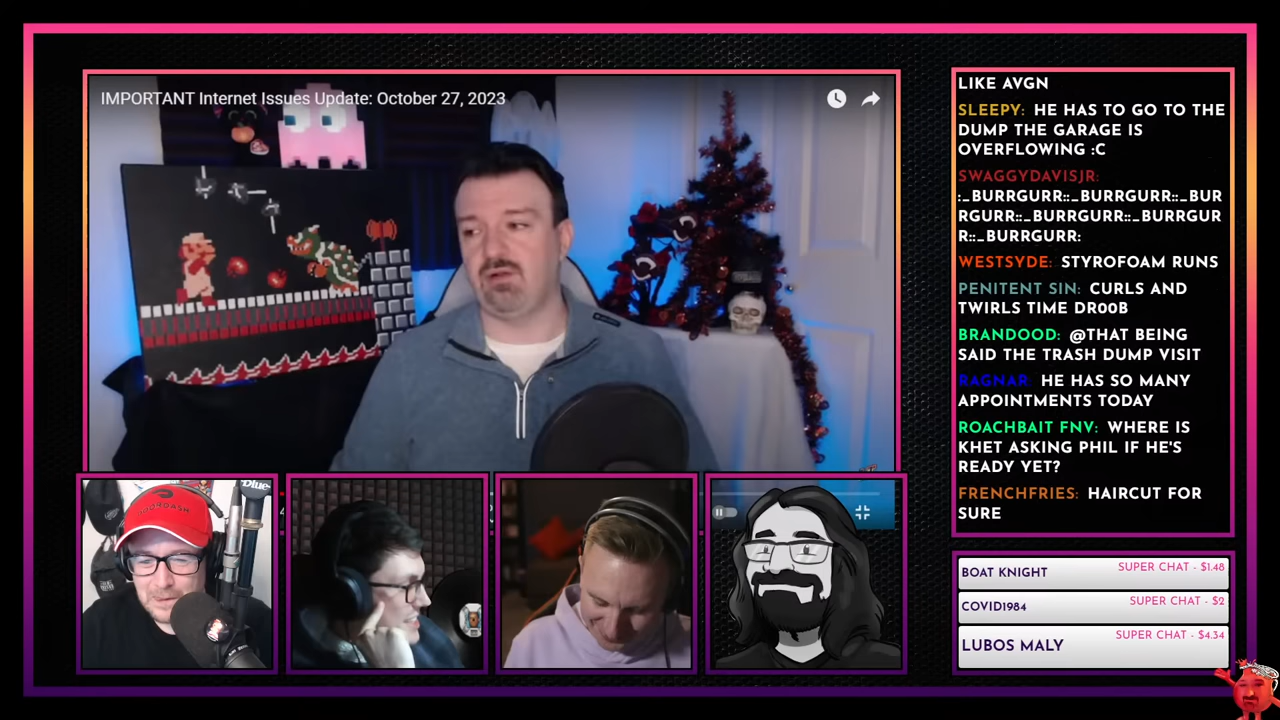 IMPORTANT Internet Issues Update: October 27, 2023
LIKE AVGN
SLEEPY: HE HAS TO GO TO THE
DUMP THE GARAGE IS
OVERFLOWING :C
SWAGGYDAVISJR:
:_BURRGURR::_BURRGURR::_BUR
RGURR::_BURRGURR::_BURRGUR
R::_BURRGURR:
WESTSYDE: STYROFOAM RUNS
PENITENT SIN: CURLS AND
TWIRLS TIME DR00B
BRANDOOD: @THAT BEING
SAID THE TRASH DUMP VISIT
RAGNAR: HE HAS SO MANY
APPOINTMENTS TODAY
ROACHBAIT FNV: WHERE IS
KHET ASKING PHIL IF HE'S
READY YET?
FRENCHFRIES: HAIRCUT FOR
SURE
BOAT KNIGHT SUPER CHAT - $1.48
COVID1984 SUPER CHAT - $2
LUBOS MALY SUPER CHAT - $4.34
DOORDASH
Blue